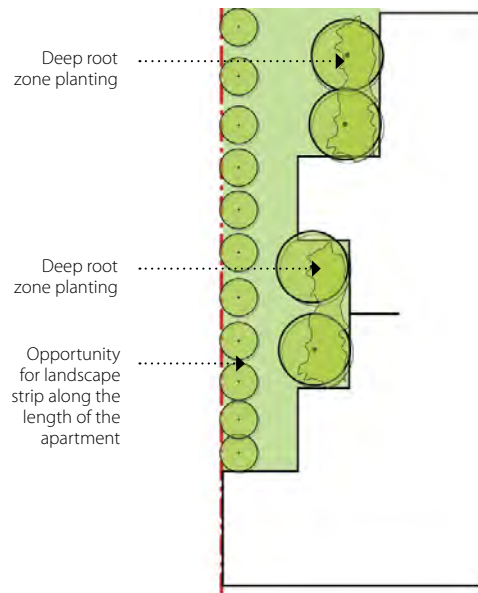 Deep root
zone planting
Deep root
zone planting
Opportunity
for landscape
strip along the
length of the
apartment